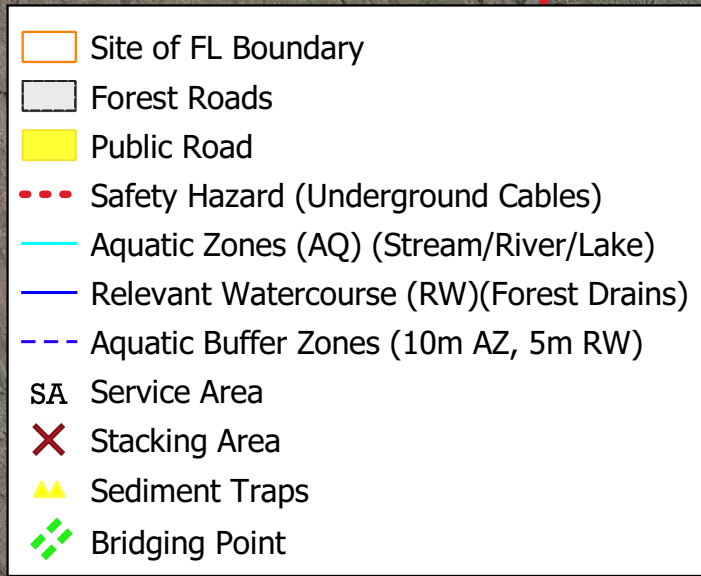 Site of FL Boundary
Forest Roads
Public Road
Safety Hazard (Underground Cables)
Aquatic Zones (AQ) (Stream/River/Lake)
Relevant Watercourse (RW)(Forest Drains)
Aquatic Buffer Zones (10m AZ, 5m RW)
SA Service Area
Stacking Area
Sediment Traps
Bridging Point